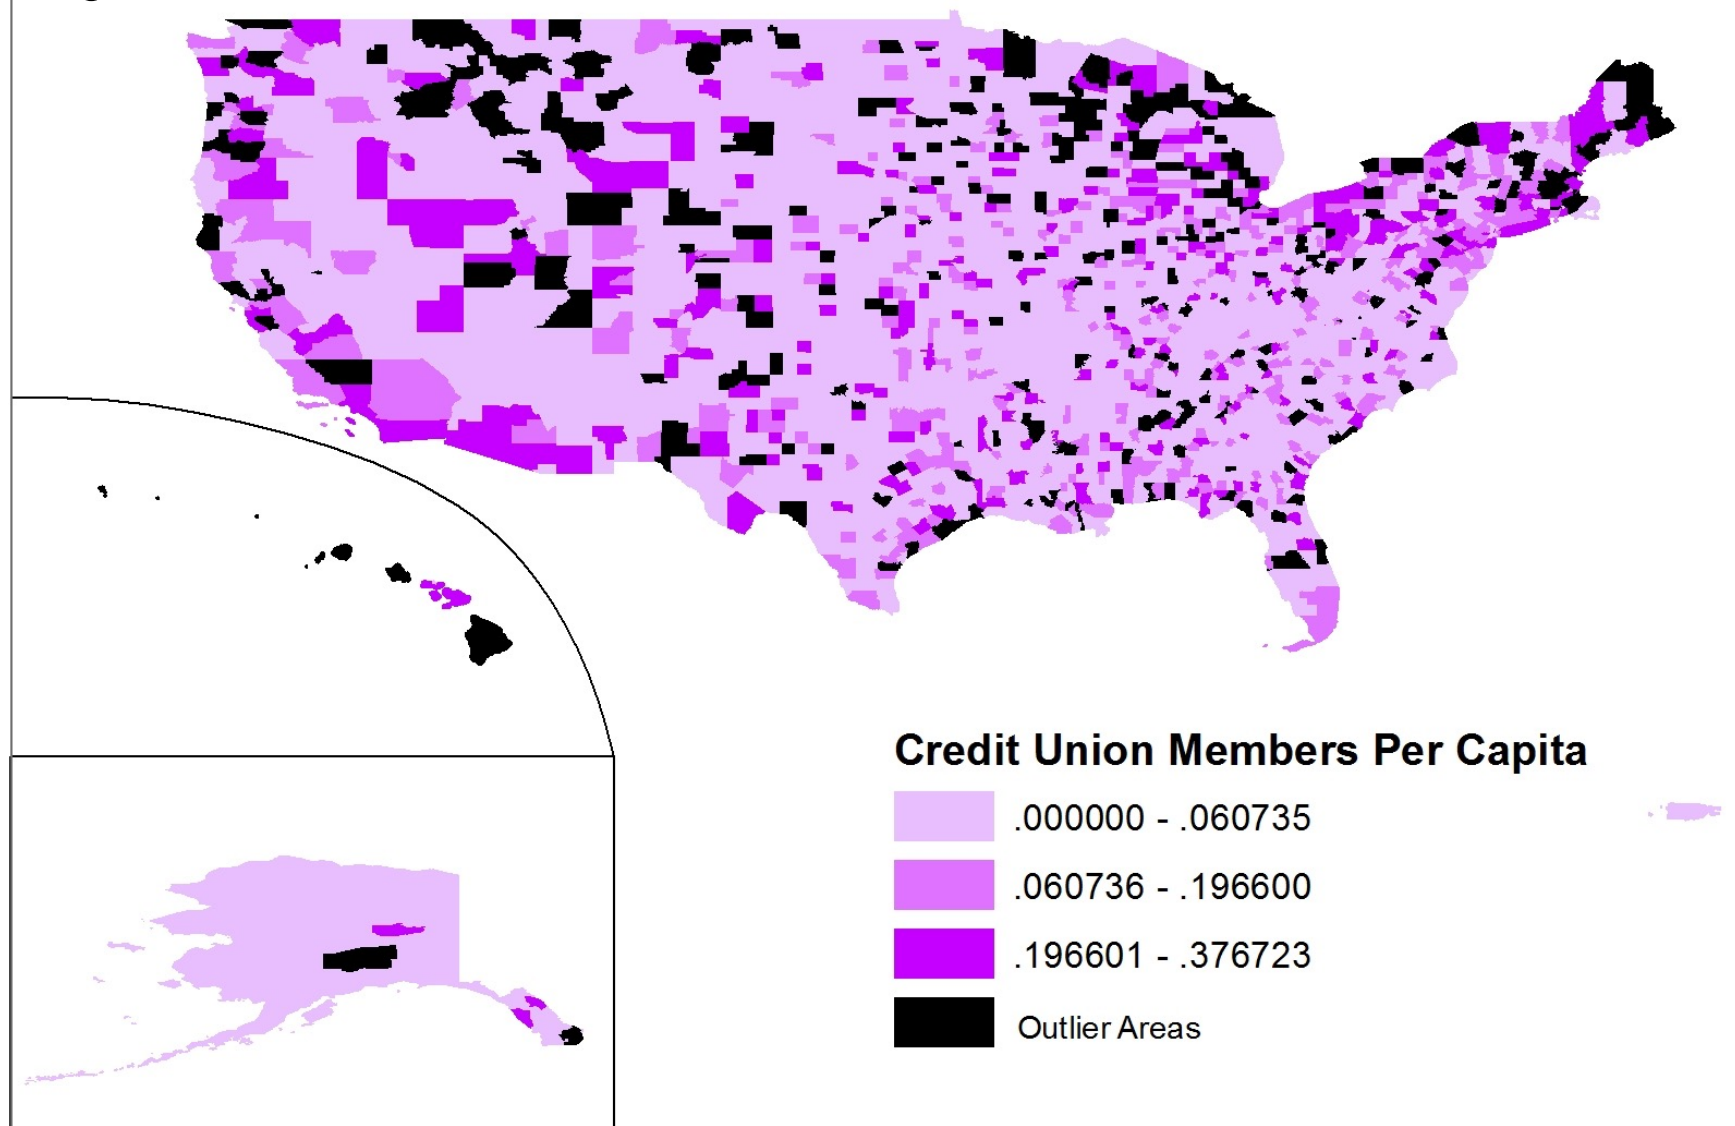 Credit Union Members Per Capita
.000000 - .060735
.060736 - .196600
.196601 - .376723
Outlier Areas